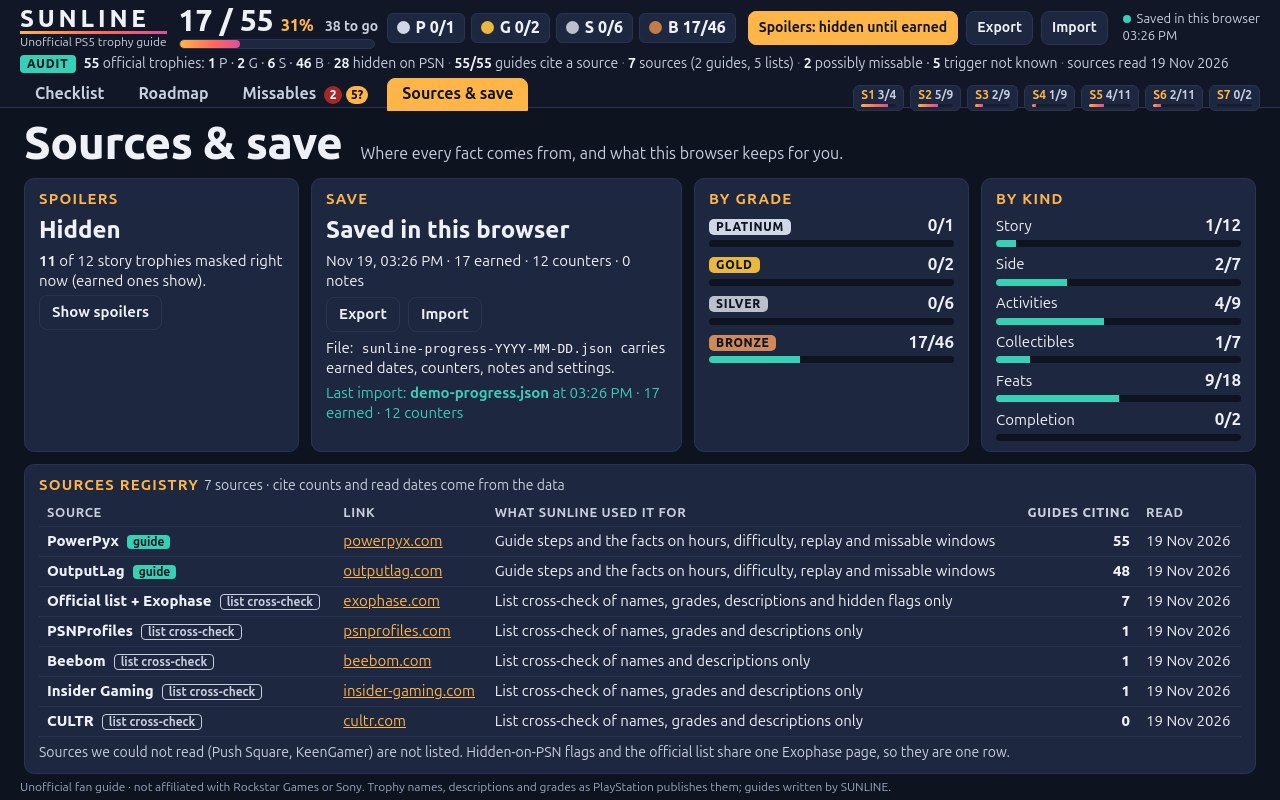 SUNLINE
Unofficial PS5 trophy guide
17 / 55 31% 38 to go
P 0/1
G 0/2
S 0/6
B 17/46
Spoilers: hidden until earned
Export
Import
Saved in this browser
03:26 PM
AUDIT 55 official trophies: 1 P · 2 G · 6 S · 46 B · 28 hidden on PSN · 55/55 guides cite a source · 7 sources (2 guides, 5 lists) · 2 possibly missable · 5 trigger not known · sources read 19 Nov 2026
Checklist
Roadmap
Missables 2 5?
Sources & save
S1 3/4
S2 5/9
S3 2/9
S4 1/9
S5 4/11
S6 2/11
S7 0/2
Sources & save
Where every fact comes from, and what this browser keeps for you.
SPOILERS
Hidden
11 of 12 story trophies masked right
now (earned ones show).
Show spoilers
SAVE
Saved in this browser
Nov 19, 03:26 PM · 17 earned · 12 counters · 0
notes
Export
Import
File: sunline-progress-YYYY-MM-DD.json carries
earned dates, counters, notes and settings.
Last import: demo-progress.json at 03:26 PM · 17
earned · 12 counters
BY GRADE
PLATINUM 0/1
GOLD 0/2
SILVER 0/6
BRONZE 17/46
BY KIND
Story 1/12
Side 2/7
Activities 4/9
Collectibles 1/7
Feats 9/18
Completion 0/2
SOURCES REGISTRY 7 sources · cite counts and read dates come from the data
SOURCE LINK WHAT SUNLINE USED IT FOR GUIDES CITING READ
PowerPyx guide powerpyx.com Guide steps and the facts on hours, difficulty, replay and missable windows 55 19 Nov 2026
OutputLag guide outputlag.com Guide steps and the facts on hours, difficulty, replay and missable windows 48 19 Nov 2026
Official list + Exophase list cross-check exophase.com List cross-check of names, grades, descriptions and hidden flags only 7 19 Nov 2026
PSNProfiles list cross-check psnprofiles.com List cross-check of names, grades and descriptions only 1 19 Nov 2026
Beebom list cross-check beebom.com List cross-check of names and descriptions only 1 19 Nov 2026
Insider Gaming list cross-check insider-gaming.com List cross-check of names, grades and descriptions only 1 19 Nov 2026
CULTR list cross-check cultr.com List cross-check of names, grades and descriptions only 0 19 Nov 2026
Sources we could not read (Push Square, KeenGamer) are not listed. Hidden-on-PSN flags and the official list share one Exophase page, so they are one row.
Unofficial fan guide · not affiliated with Rockstar Games or Sony. Trophy names, descriptions and grades as PlayStation publishes them; guides written by SUNLINE.